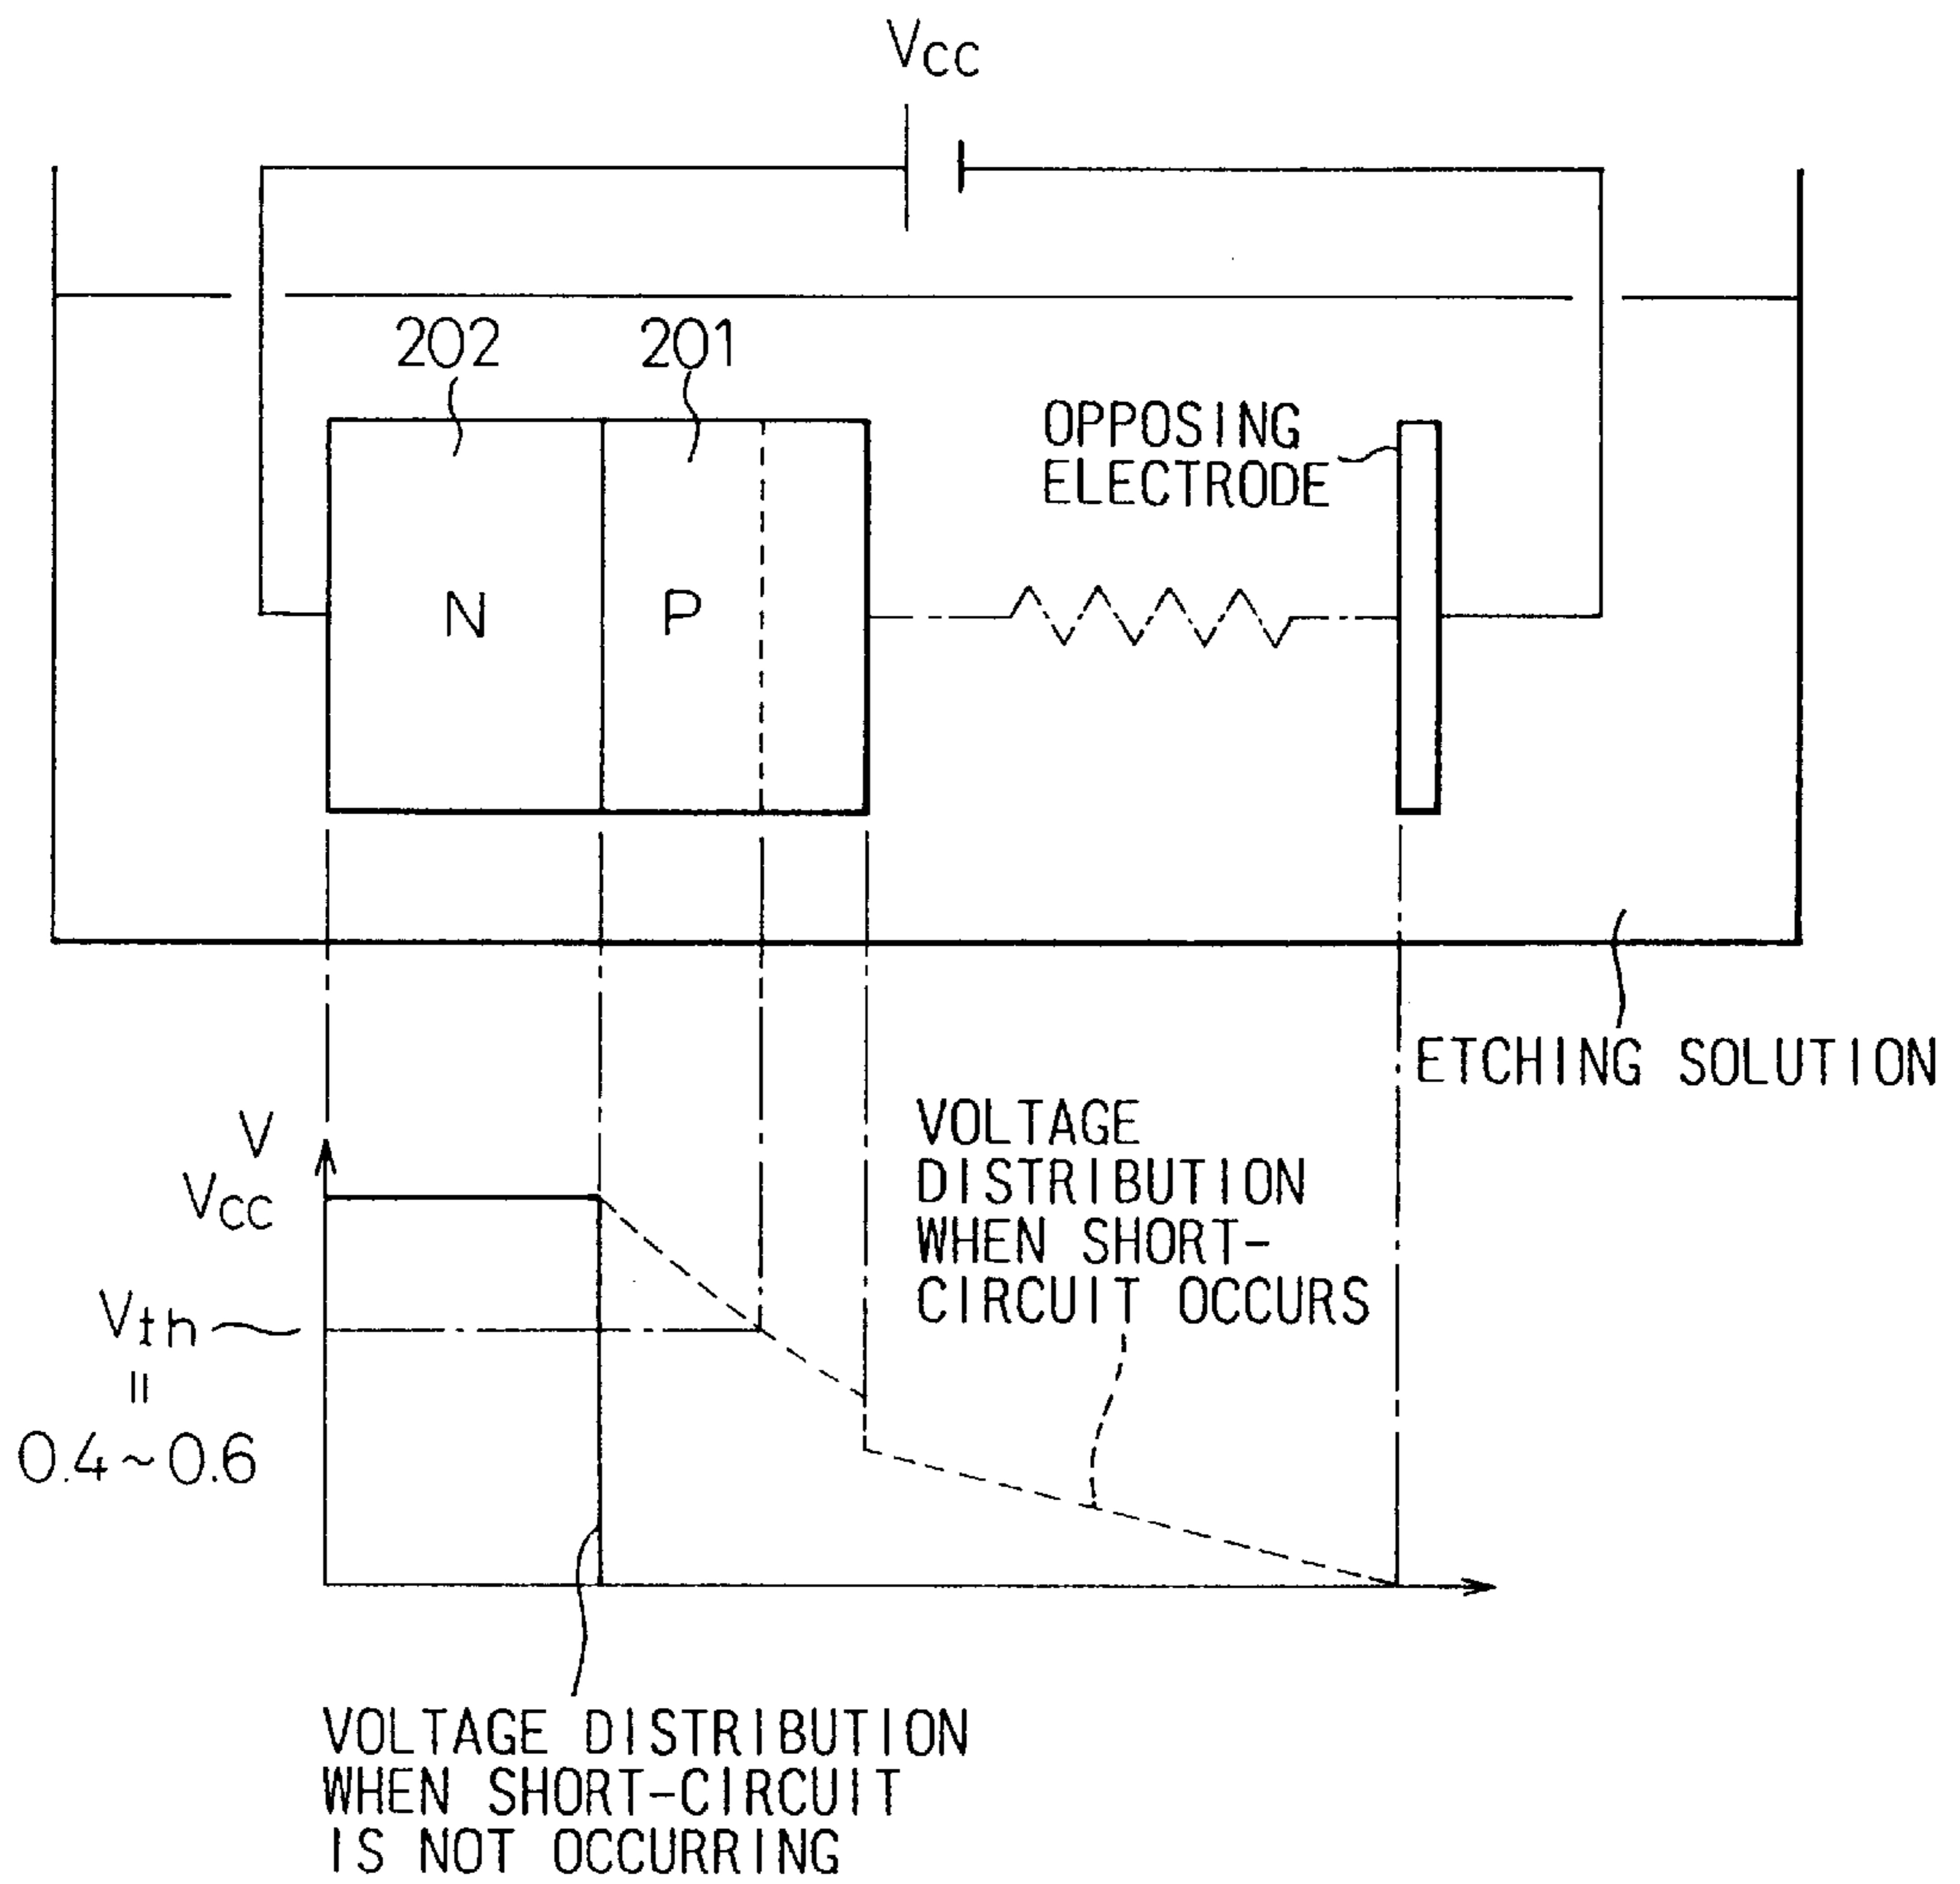 Vcc
202
201
OPPOSING
ELECTRODE
N
P
ETCHING SOLUTION
V
Vcc
VOLTAGE
DISTRIBUTION
WHEN SHORT-
CIRCUIT OCCURS
Vth
=
0.4~0.6
VOLTAGE DISTRIBUTION
WHEN SHORT-CIRCUIT
IS NOT OCCURRING